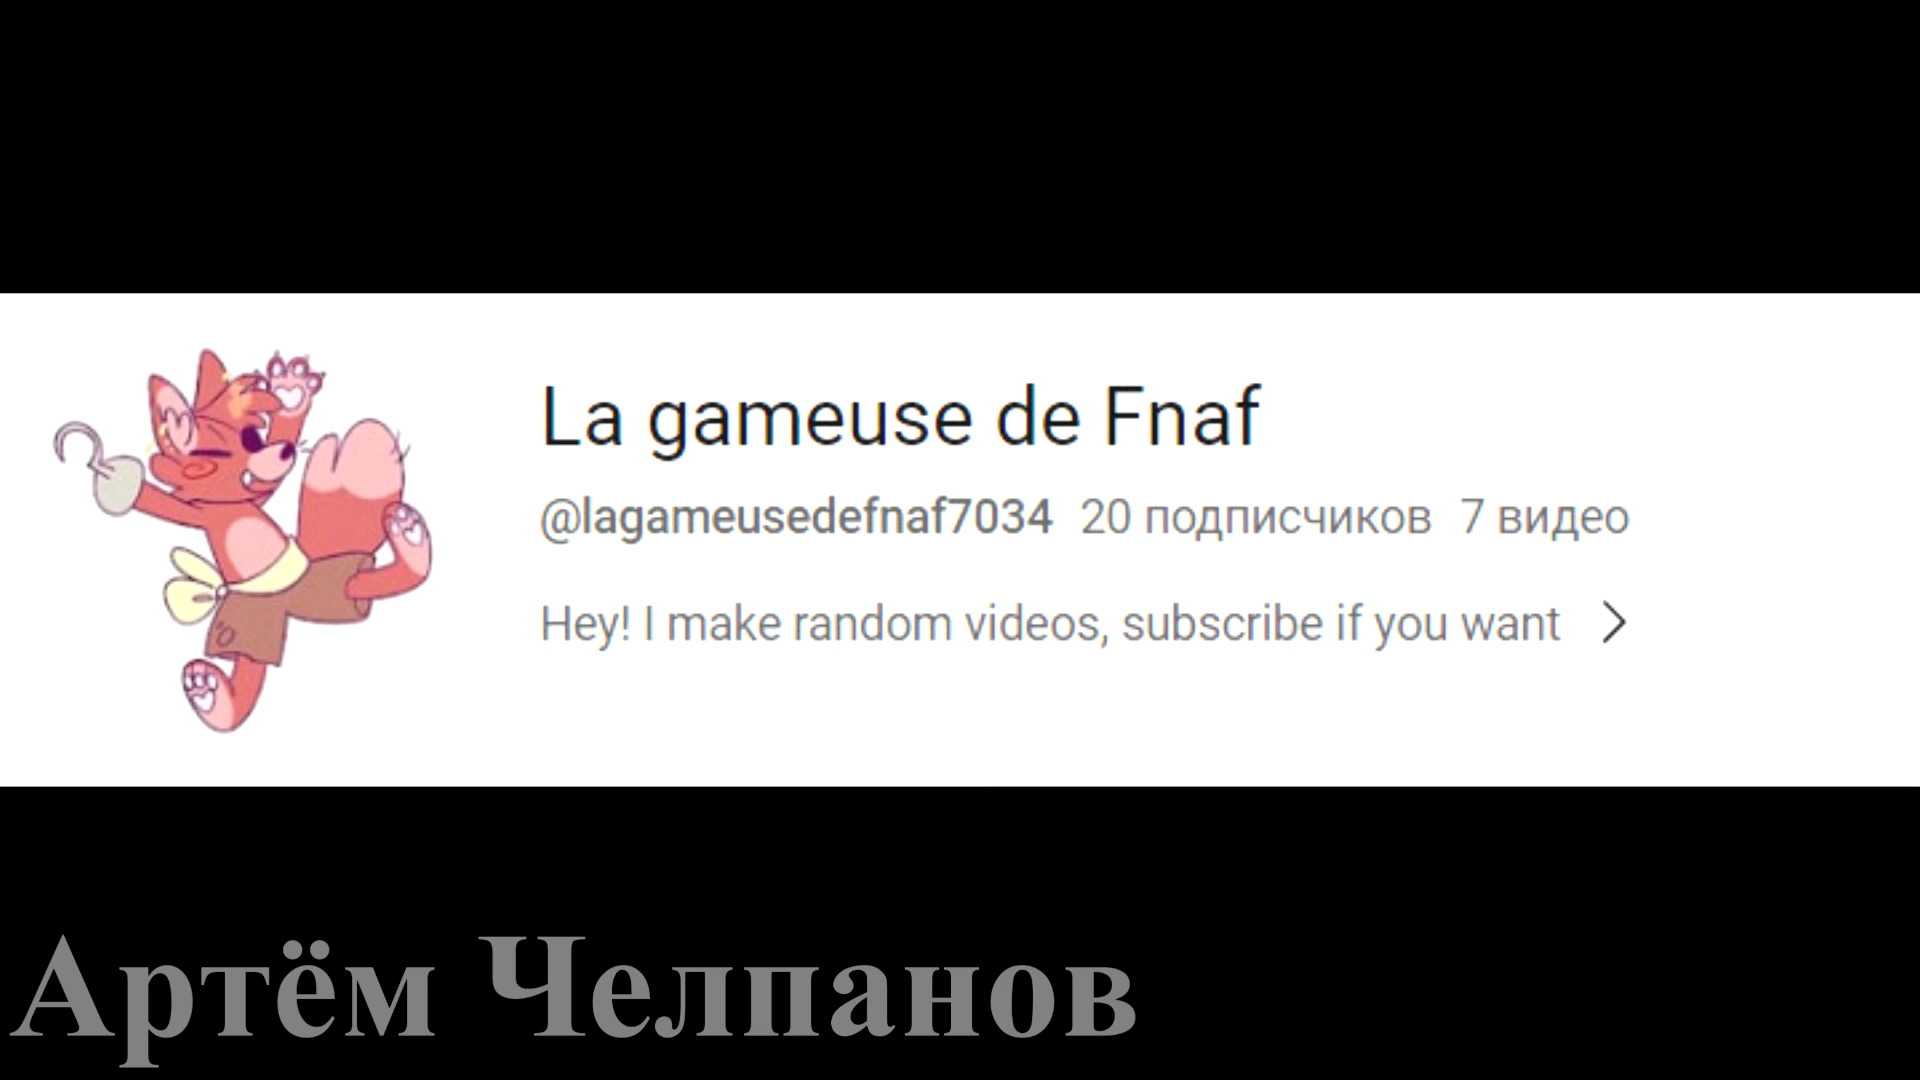 La gameuse de Fnaf
@lagameusedefnaf7034 20 подписчиков 7 видео
Hey! I make random videos, subscribe if you want
Артём Челпанов